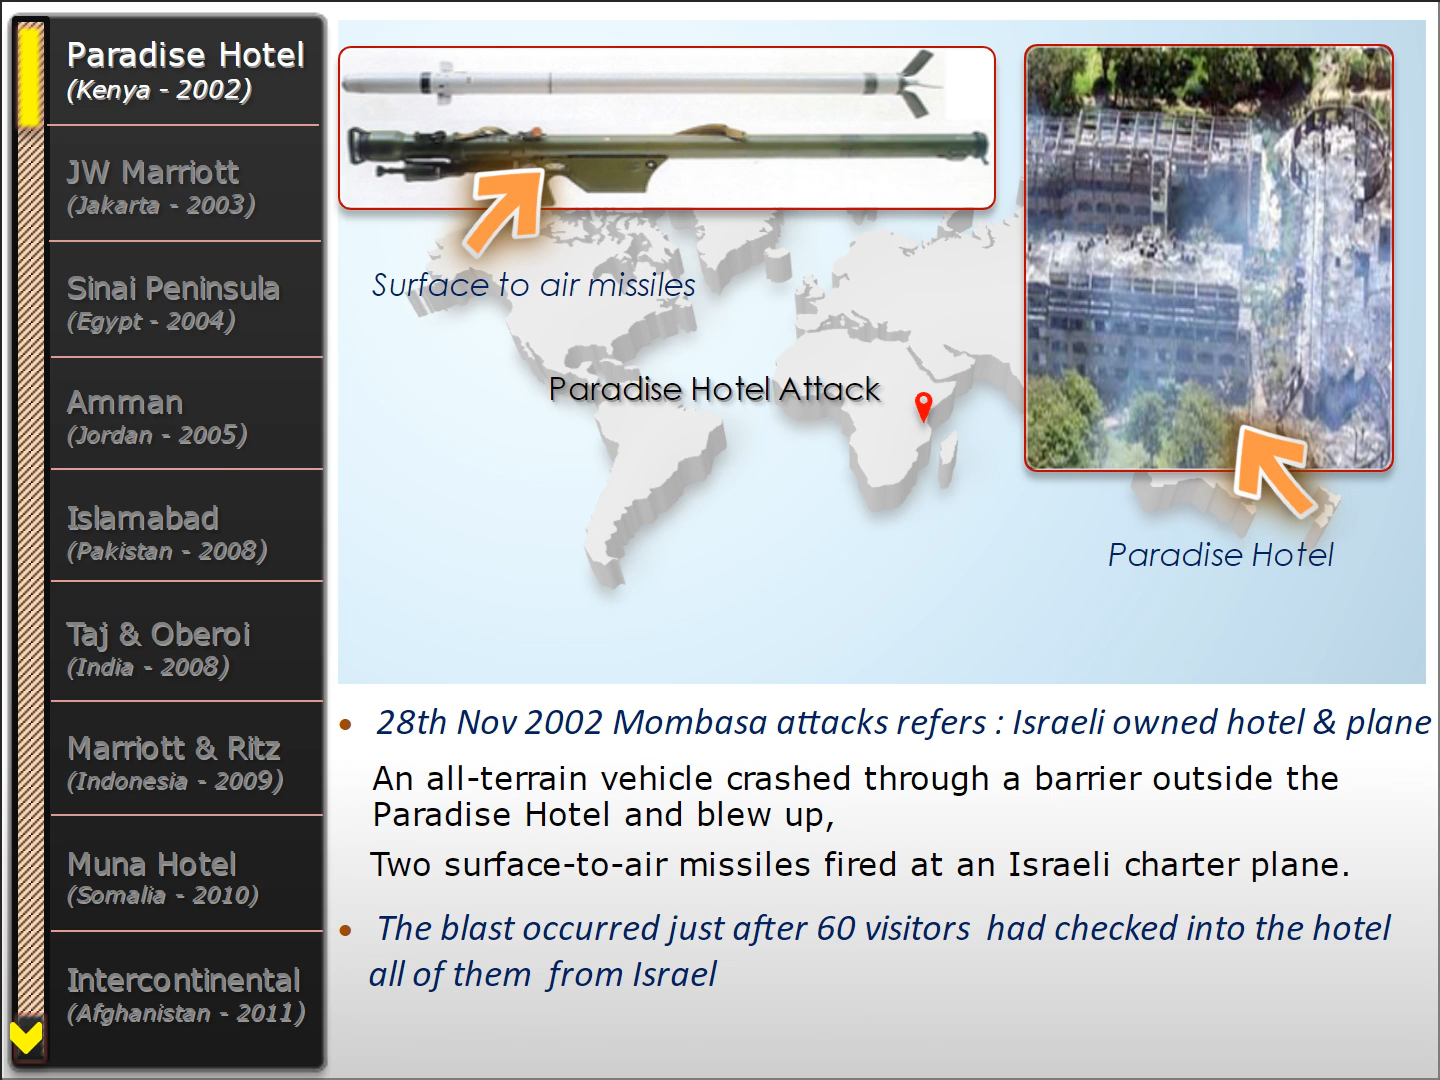 Paradise Hotel
(Kenya - 2002)
JW Marriott
(Jakarta - 2003)
Sinai Peninsula
(Egypt - 2004)
Amman
(Jordan - 2005)
Islamabad
(Pakistan - 2008)
Taj & Oberoi
(India - 2008)
Marriott & Ritz
(Indonesia - 2009)
Muna Hotel
(Somalia - 2010)
Intercontinental
(Afghanistan - 2011)
Surface to air missiles
Paradise Hotel Attack
Paradise Hotel
• 28th Nov 2002 Mombasa attacks refers : Israeli owned hotel & plane
An all-terrain vehicle crashed through a barrier outside the
Paradise Hotel and blew up,
Two surface-to-air missiles fired at an Israeli charter plane.
• The blast occurred just after 60 visitors had checked into the hotel
all of them from Israel